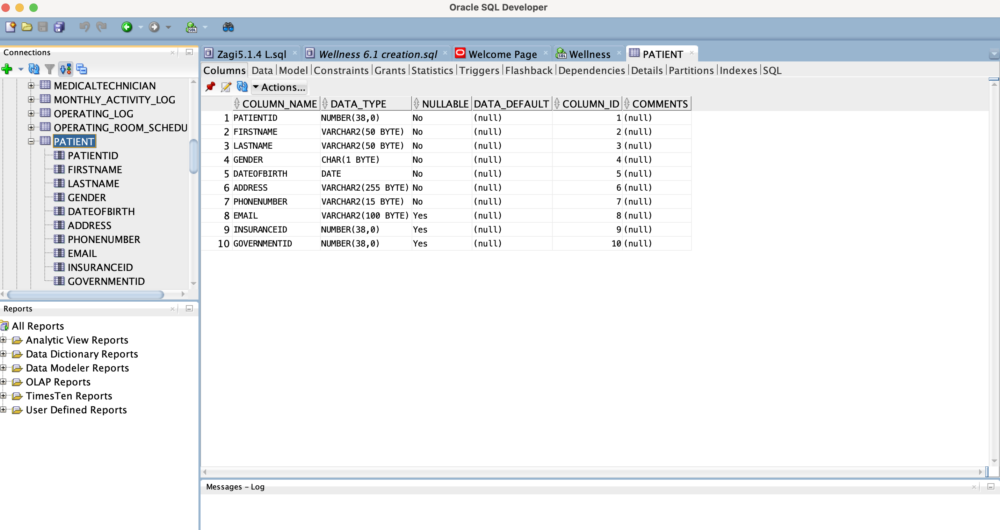 Oracle SQL Developer
SQL
Connections
Zagi5.1.4 L.sql
Wellness 6.1 creation.sql
Welcome Page
SQL Wellness
PATIENT
Columns Data Model Constraints Grants Statistics Triggers Flashback Dependencies Details Partitions Indexes SQL
Actions...
MEDICALTECHNICIAN
MONTHLY_ACTIVITY_LOG
OPERATING_LOG
OPERATING_ROOM_SCHEDU
PATIENT
PATIENTID
FIRSTNAME
LASTNAME
GENDER
DATEOFBIRTH
ADDRESS
PHONENUMBER
EMAIL
INSURANCEID
GOVERNMENTID
COLUMN_NAME DATA_TYPE NULLABLE DATA_DEFAULT COLUMN_ID COMMENTS
1 PATIENTID NUMBER(38,0) No (null) 1 (null)
2 FIRSTNAME VARCHAR2(50 BYTE) No (null) 2 (null)
3 LASTNAME VARCHAR2(50 BYTE) No (null) 3 (null)
4 GENDER CHAR(1 BYTE) No (null) 4 (null)
5 DATEOFBIRTH DATE No (null) 5 (null)
6 ADDRESS VARCHAR2(255 BYTE) No (null) 6 (null)
7 PHONENUMBER VARCHAR2(15 BYTE) No (null) 7 (null)
8 EMAIL VARCHAR2(100 BYTE) Yes (null) 8 (null)
9 INSURANCEID NUMBER(38,0) Yes (null) 9 (null)
10 GOVERNMENTID NUMBER(38,0) Yes (null) 10 (null)
Reports
All Reports
Analytic View Reports
Data Dictionary Reports
Data Modeler Reports
OLAP Reports
TimesTen Reports
User Defined Reports
Messages - Log